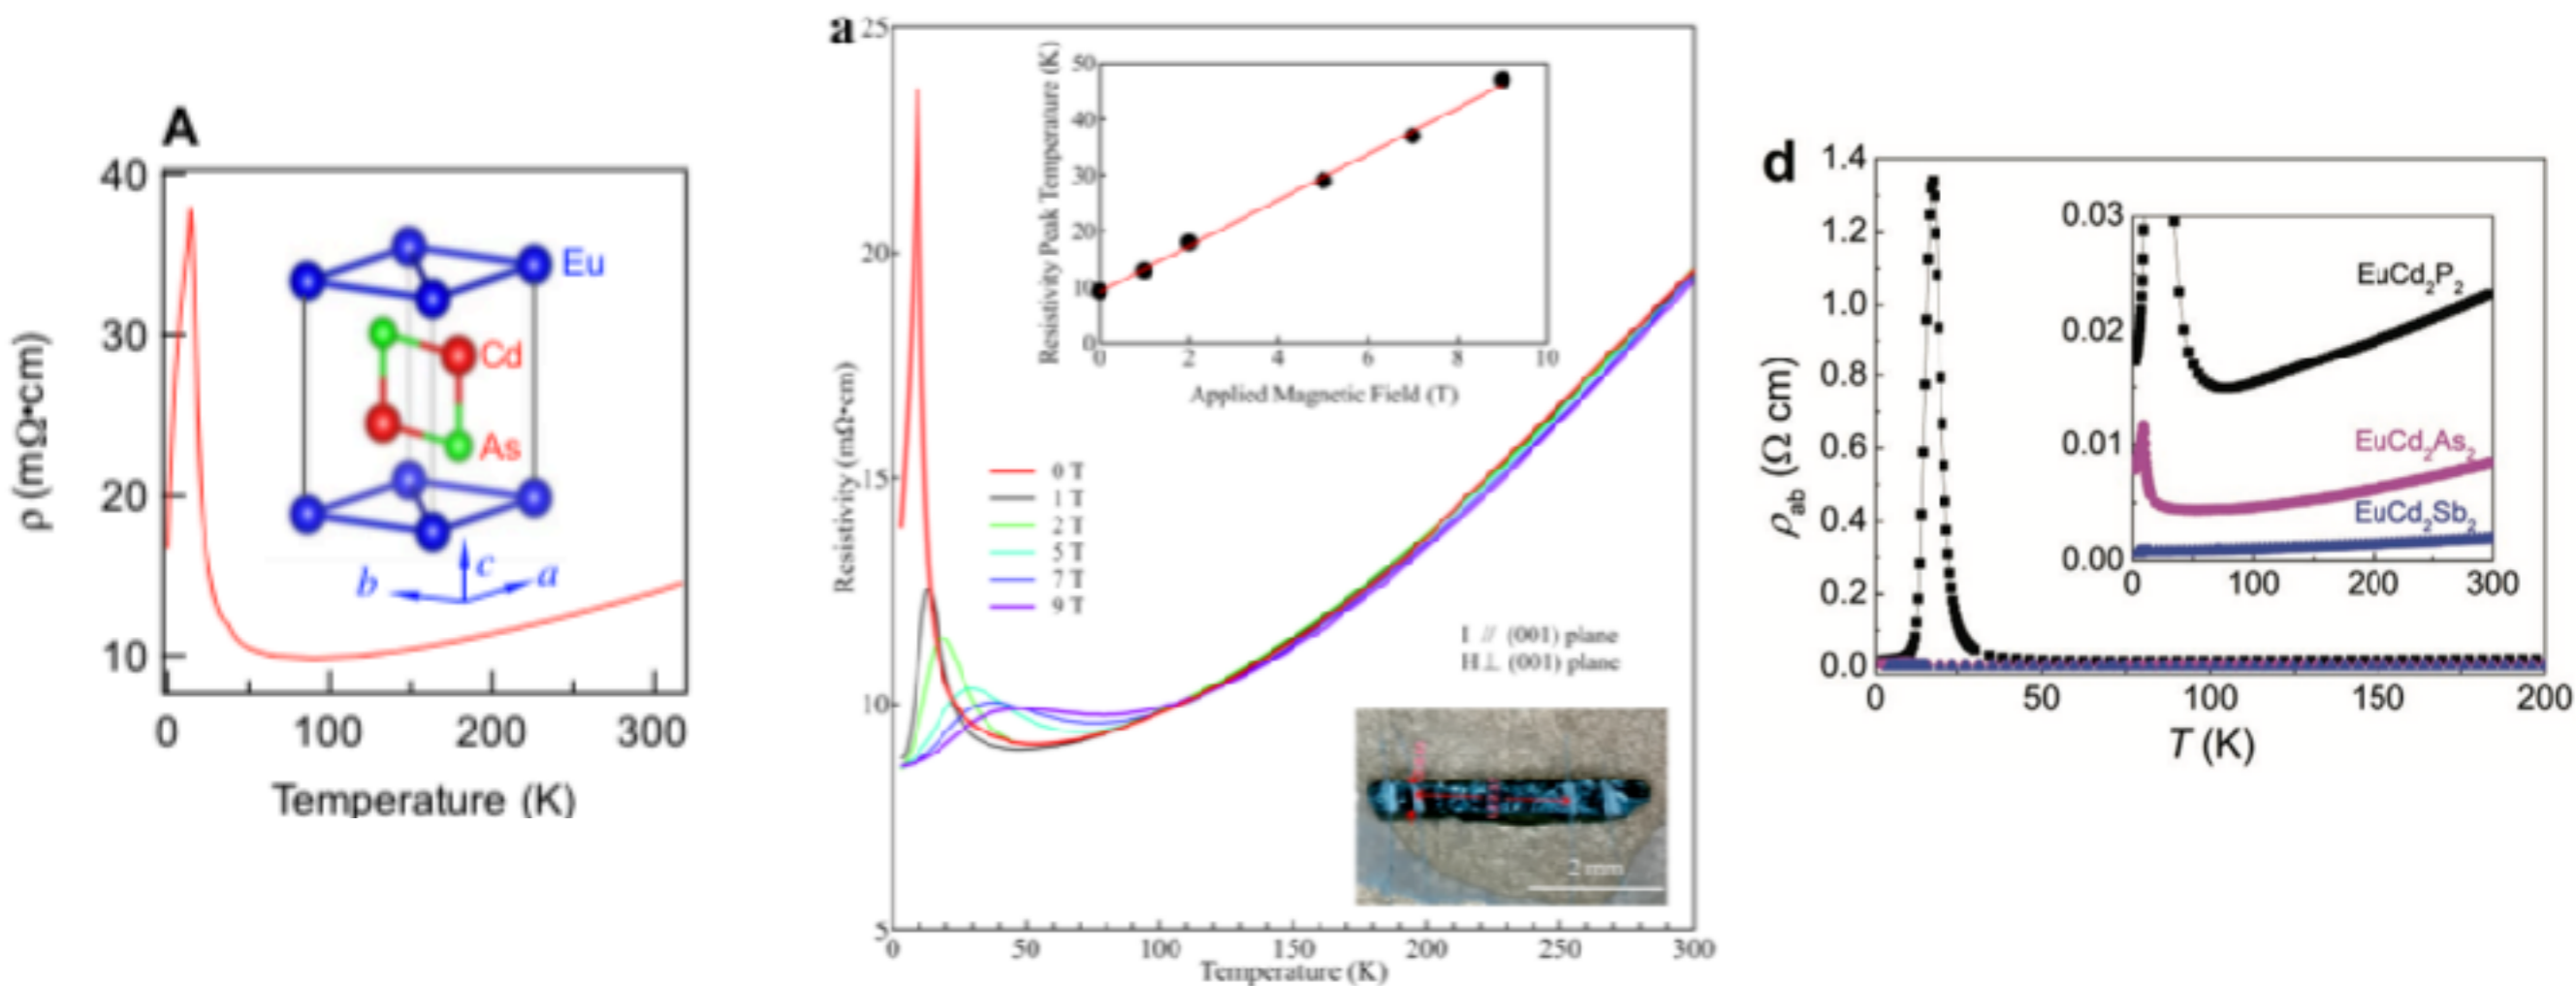 A
40
30
20
10
ρ (mΩ•cm)
0
100
200
300
Temperature (K)
Eu
Cd
As
b
c
a
a
25
20
15
10
5
Resistivity (mΩ•cm)
0
50
100
150
200
250
300
Temperature (K)
50
40
30
20
10
0
Resistivity Peak Temperature (K)
0
2
4
6
8
10
Applied Magnetic Field (T)
0 T
1 T
2 T
5 T
7 T
9 T
I // (001) plane
H⊥ (001) plane
2 mm
d
1.4
1.2
1.0
0.8
0.6
0.4
0.2
0.0
ρab (Ω cm)
0
50
100
150
200
T (K)
0.03
0.02
0.01
0.00
0
100
200
300
EuCd2P2
EuCd2As2
EuCd2Sb2